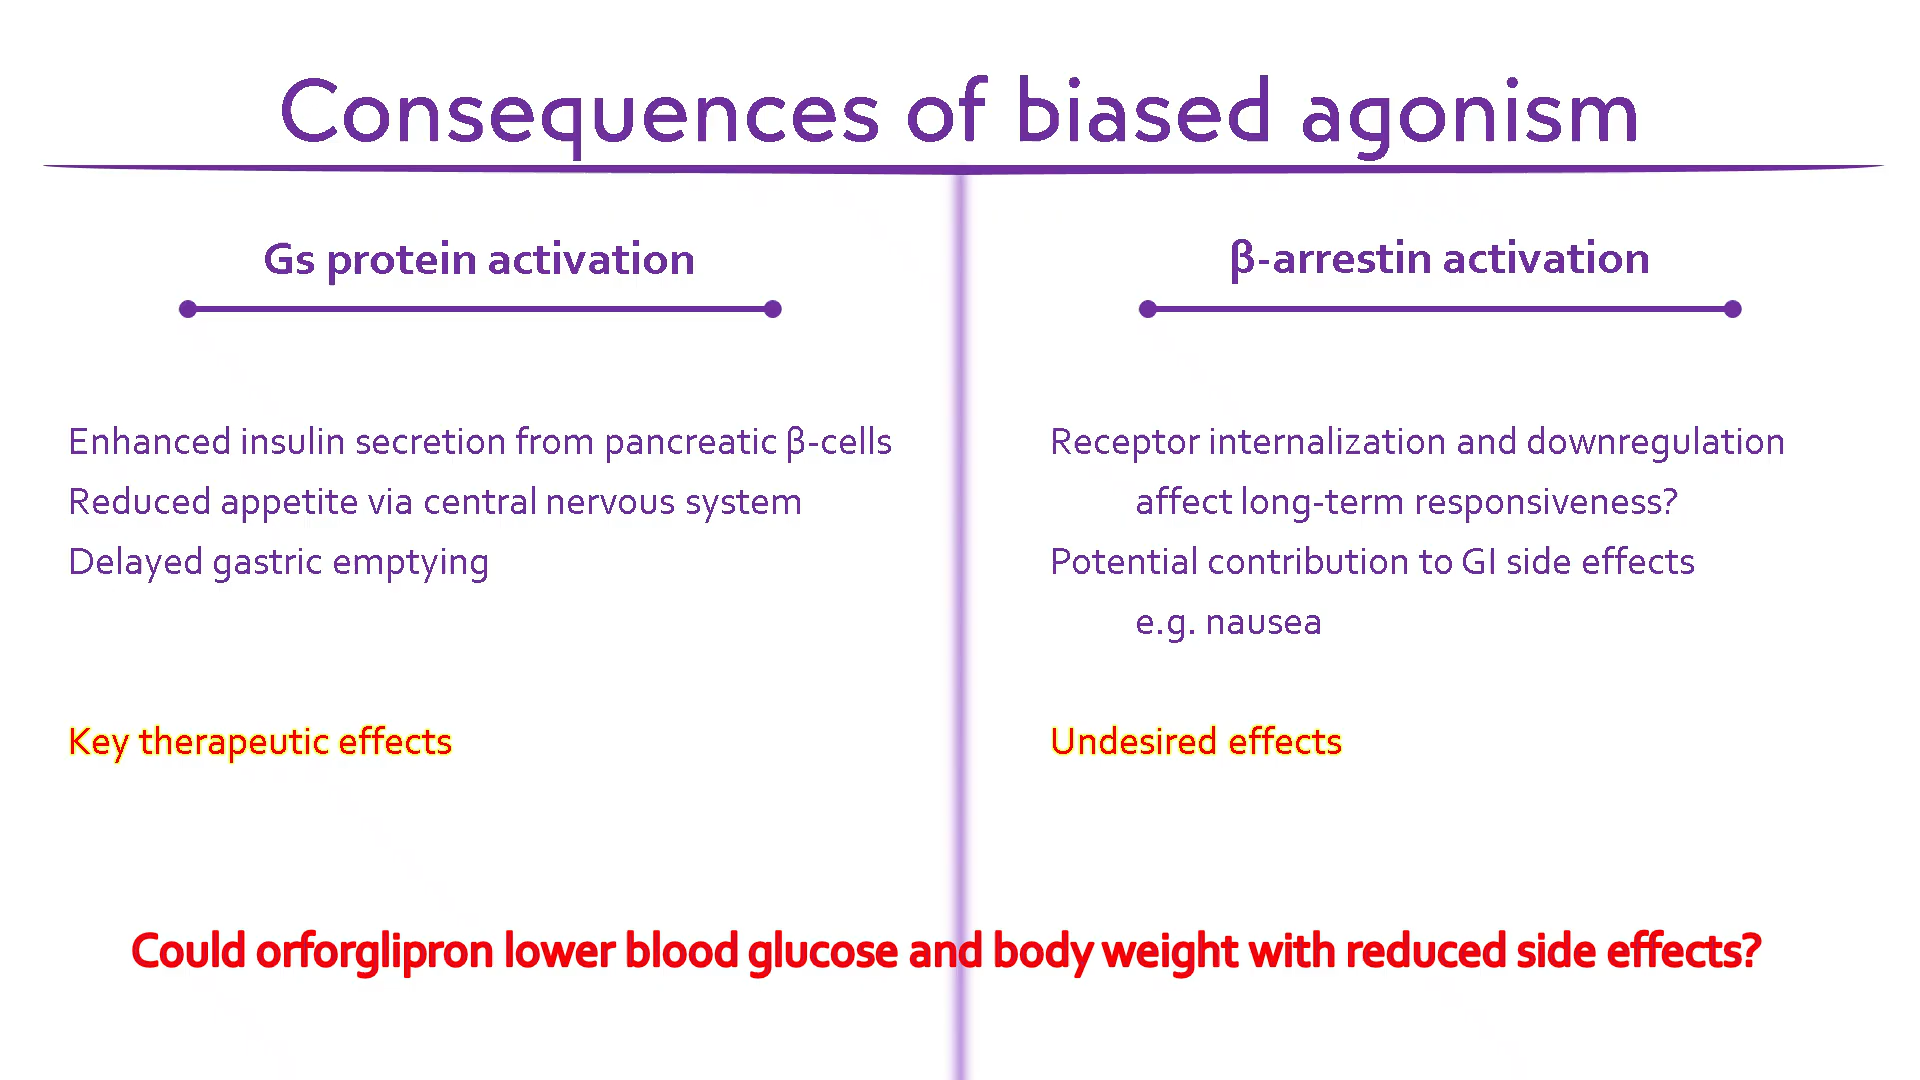 Consequences of biased agonism
Gs protein activation
Enhanced insulin secretion from pancreatic β-cells
Reduced appetite via central nervous system
Delayed gastric emptying
Key therapeutic effects
β-arrestin activation
Receptor internalization and downregulation
affect long-term responsiveness?
Potential contribution to GI side effects
e.g. nausea
Undesired effects
Could orforglipron lower blood glucose and body weight with reduced side effects?